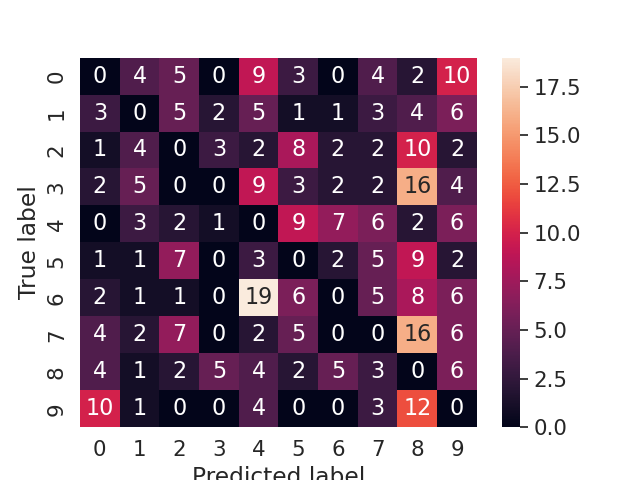 0 0 4 5 0 9 3 0 4 2 10
1 3 0 5 2 5 1 1 3 4 6
2 1 4 0 3 2 8 2 2 10 2
3 2 5 0 0 9 3 2 2 16 4
4 0 3 2 1 0 9 7 6 2 6
5 1 1 7 0 3 0 2 5 9 2
6 2 1 1 0 19 6 0 5 8 6
7 4 2 7 0 2 5 0 0 16 6
8 4 1 2 5 4 2 5 3 0 6
9 10 1 0 0 4 0 0 3 12 0
0 1 2 3 4 5 6 7 8 9
Predicted label
True label
17.5
15.0
12.5
10.0
7.5
5.0
2.5
0.0